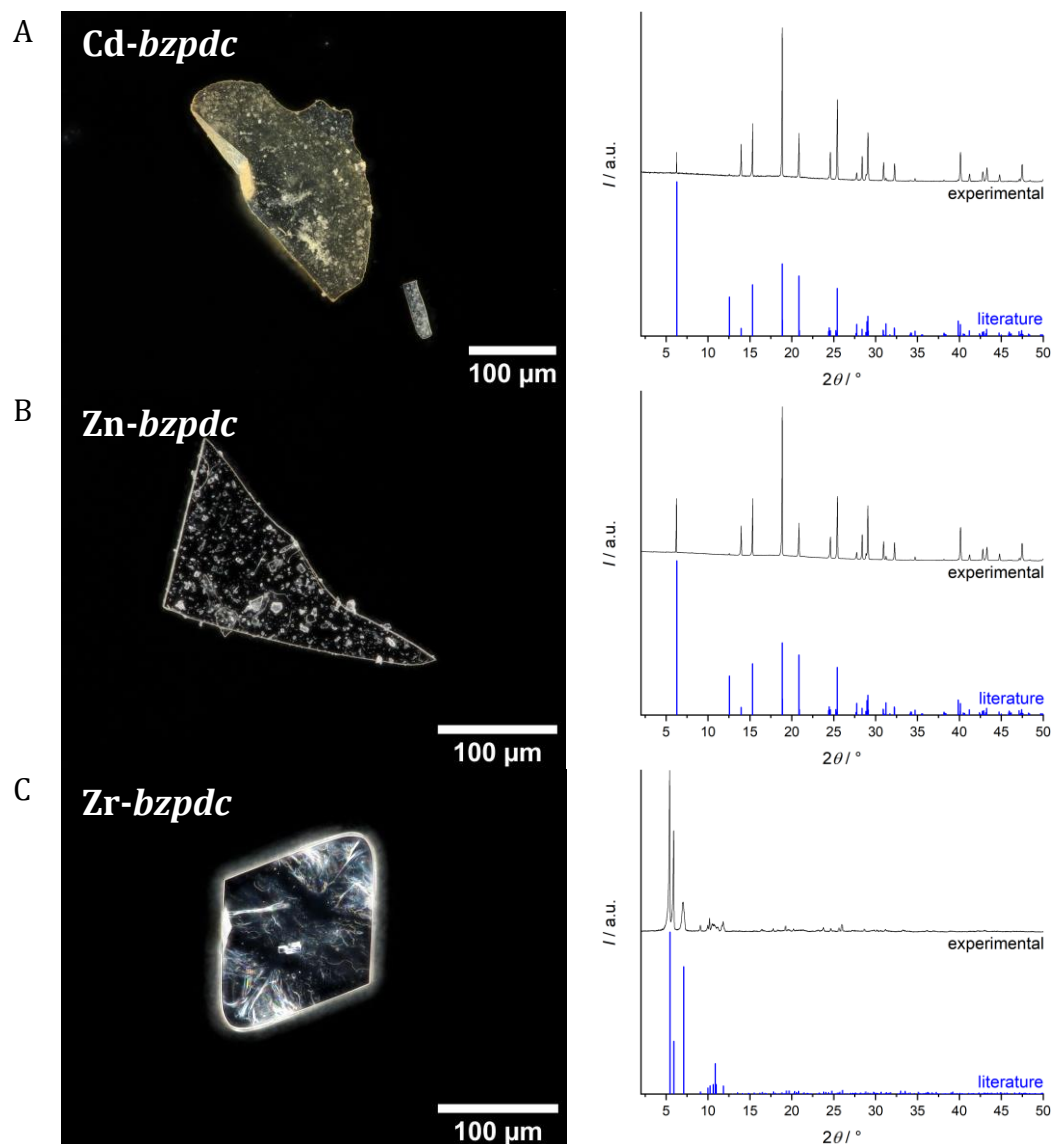 A
Cd-bzpdc
100 µm
I / a.u.
experimental
literature
5 10 15 20 25 30 35 40 45 50
2θ / °
B
Zn-bzpdc
100 µm
I / a.u.
experimental
literature
5 10 15 20 25 30 35 40 45 50
2θ / °
C
Zr-bzpdc
100 µm
I / a.u.
experimental
literature
5 10 15 20 25 30 35 40 45 50
2θ / °